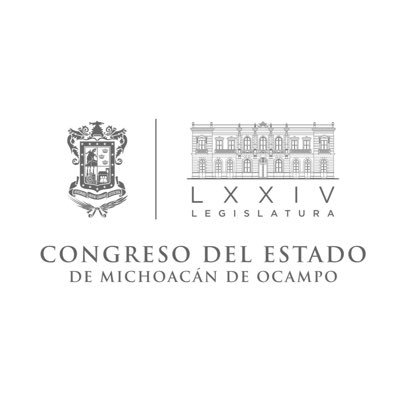 LXXIV
LEGISLATURA
CONGRESO DEL ESTADO
DE MICHOACÁN DE OCAMPO